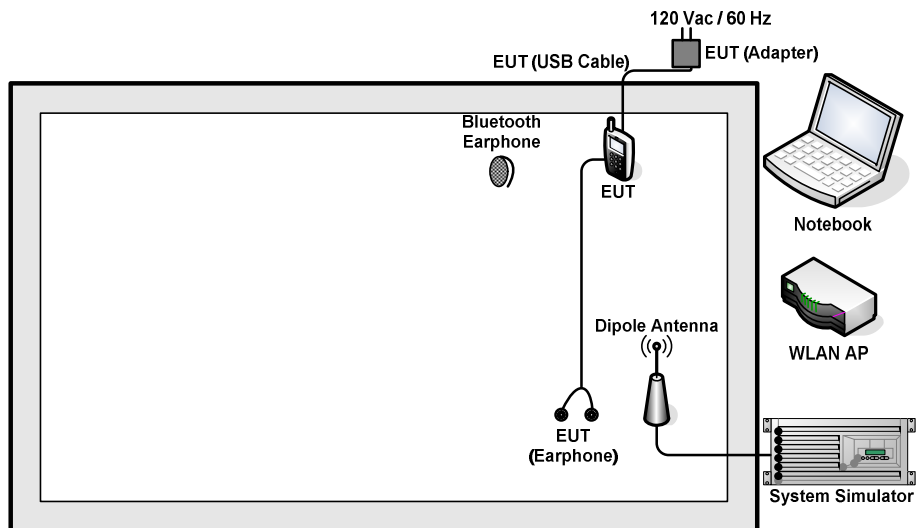 120 Vac / 60 Hz
EUT (USB Cable)
EUT (Adapter)
Bluetooth
Earphone
EUT
Notebook
Dipole Antenna
WLAN AP
EUT
(Earphone)
System Simulator